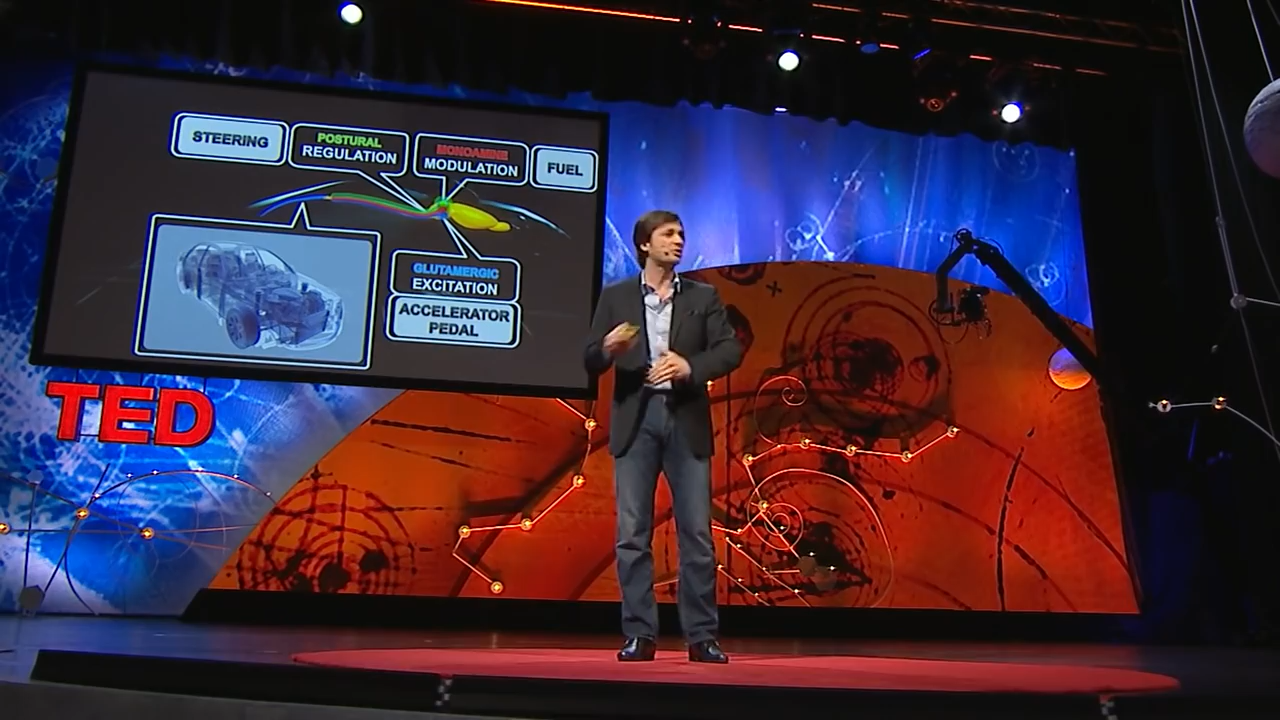 STEERING
POSTURAL
REGULATION
MONOAMINE
MODULATION
FUEL
GLUTAMERGIC
EXCITATION
ACCELERATOR
PEDAL
TED